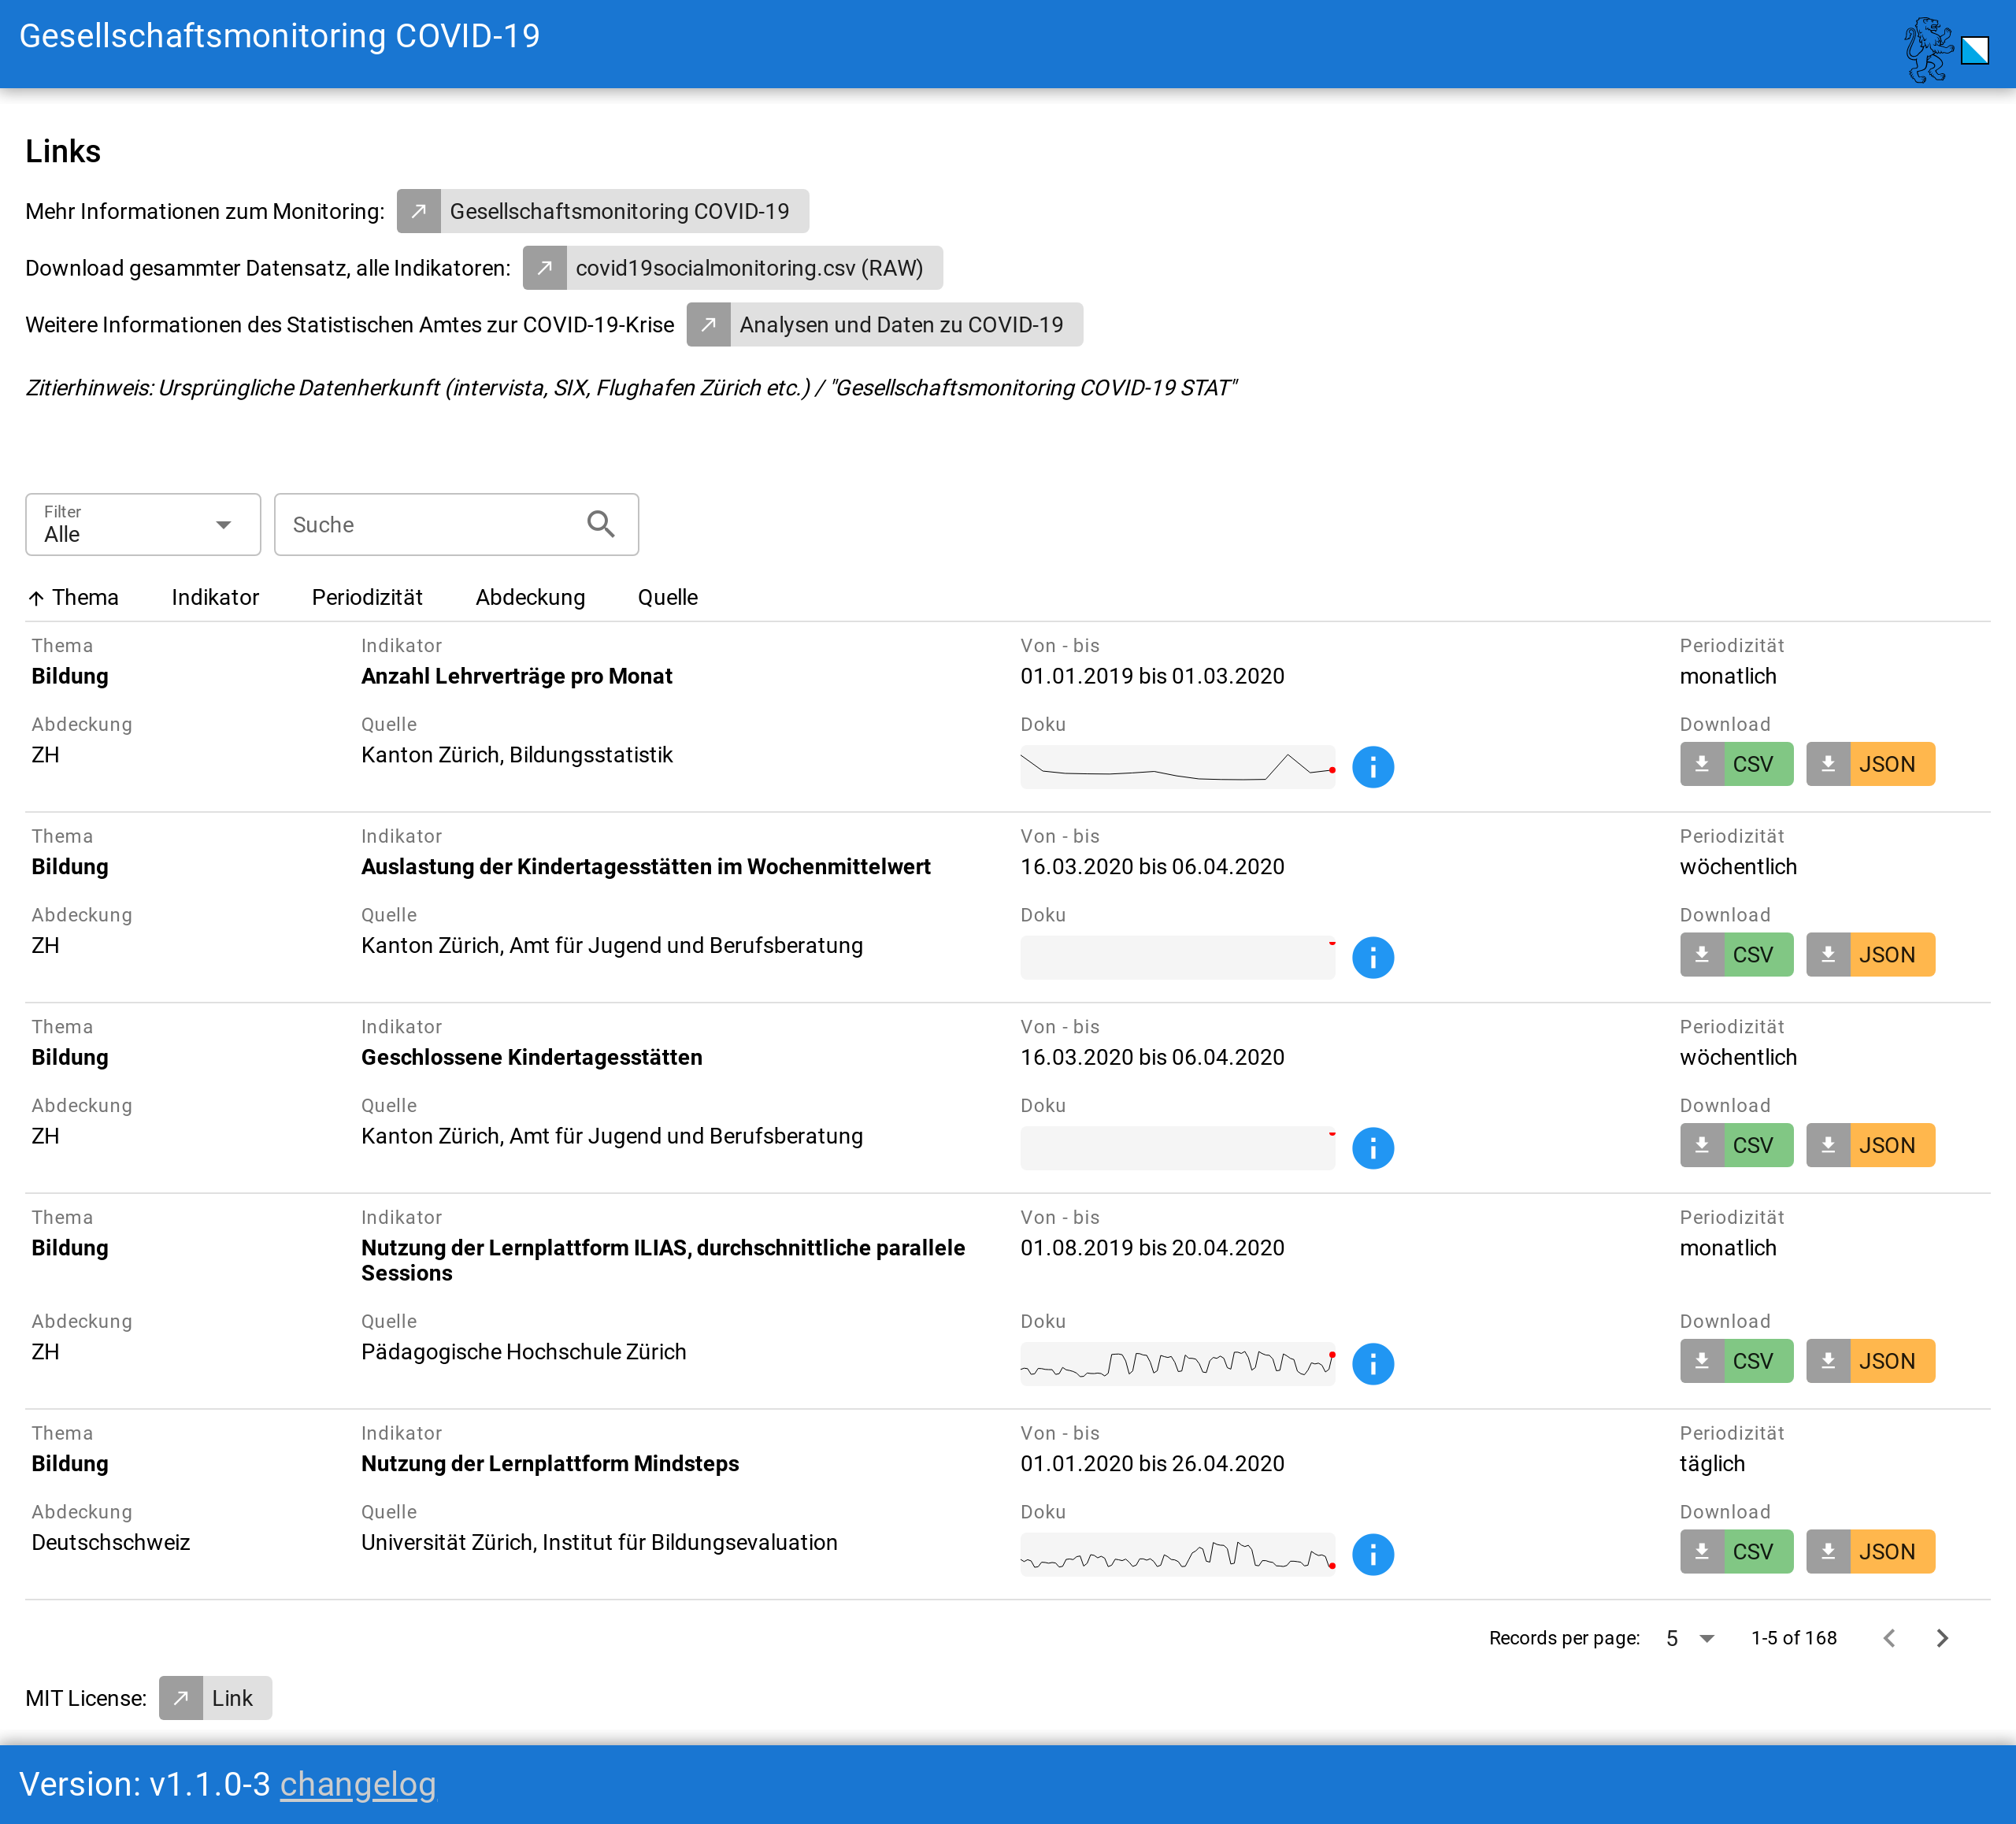 Gesellschaftsmonitoring COVID-19
Links
Mehr Informationen zum Monitoring: Gesellschaftsmonitoring COVID-19
Download gesammter Datensatz, alle Indikatoren: covid19socialmonitoring.csv (RAW)
Weitere Informationen des Statistischen Amtes zur COVID-19-Krise Analysen und Daten zu COVID-19
Zitierhinweis: Ursprüngliche Datenherkunft (intervista, SIX, Flughafen Zürich etc.) / "Gesellschaftsmonitoring COVID-19 STAT"
Filter
Alle
Suche
Thema Indikator Periodizität Abdeckung Quelle
Thema Indikator Von - bis Periodizität
Bildung Anzahl Lehrverträge pro Monat 01.01.2019 bis 01.03.2020 monatlich
Abdeckung Quelle Doku Download
ZH Kanton Zürich, Bildungsstatistik CSV JSON
Thema Indikator Von - bis Periodizität
Bildung Auslastung der Kindertagesstätten im Wochenmittelwert 16.03.2020 bis 06.04.2020 wöchentlich
Abdeckung Quelle Doku Download
ZH Kanton Zürich, Amt für Jugend und Berufsberatung CSV JSON
Thema Indikator Von - bis Periodizität
Bildung Geschlossene Kindertagesstätten 16.03.2020 bis 06.04.2020 wöchentlich
Abdeckung Quelle Doku Download
ZH Kanton Zürich, Amt für Jugend und Berufsberatung CSV JSON
Thema Indikator Von - bis Periodizität
Bildung Nutzung der Lernplattform ILIAS, durchschnittliche parallele 01.08.2019 bis 20.04.2020 monatlich
Sessions
Abdeckung Quelle Doku Download
ZH Pädagogische Hochschule Zürich CSV JSON
Thema Indikator Von - bis Periodizität
Bildung Nutzung der Lernplattform Mindsteps 01.01.2020 bis 26.04.2020 täglich
Abdeckung Quelle Doku Download
Deutschschweiz Universität Zürich, Institut für Bildungsevaluation CSV JSON
Records per page: 5 1-5 of 168
MIT License: Link
Version: v1.1.0-3 changelog